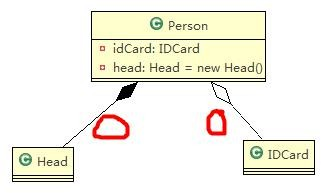 C Person
idCard: IDCard
head: Head = new Head()
C Head
C IDCard